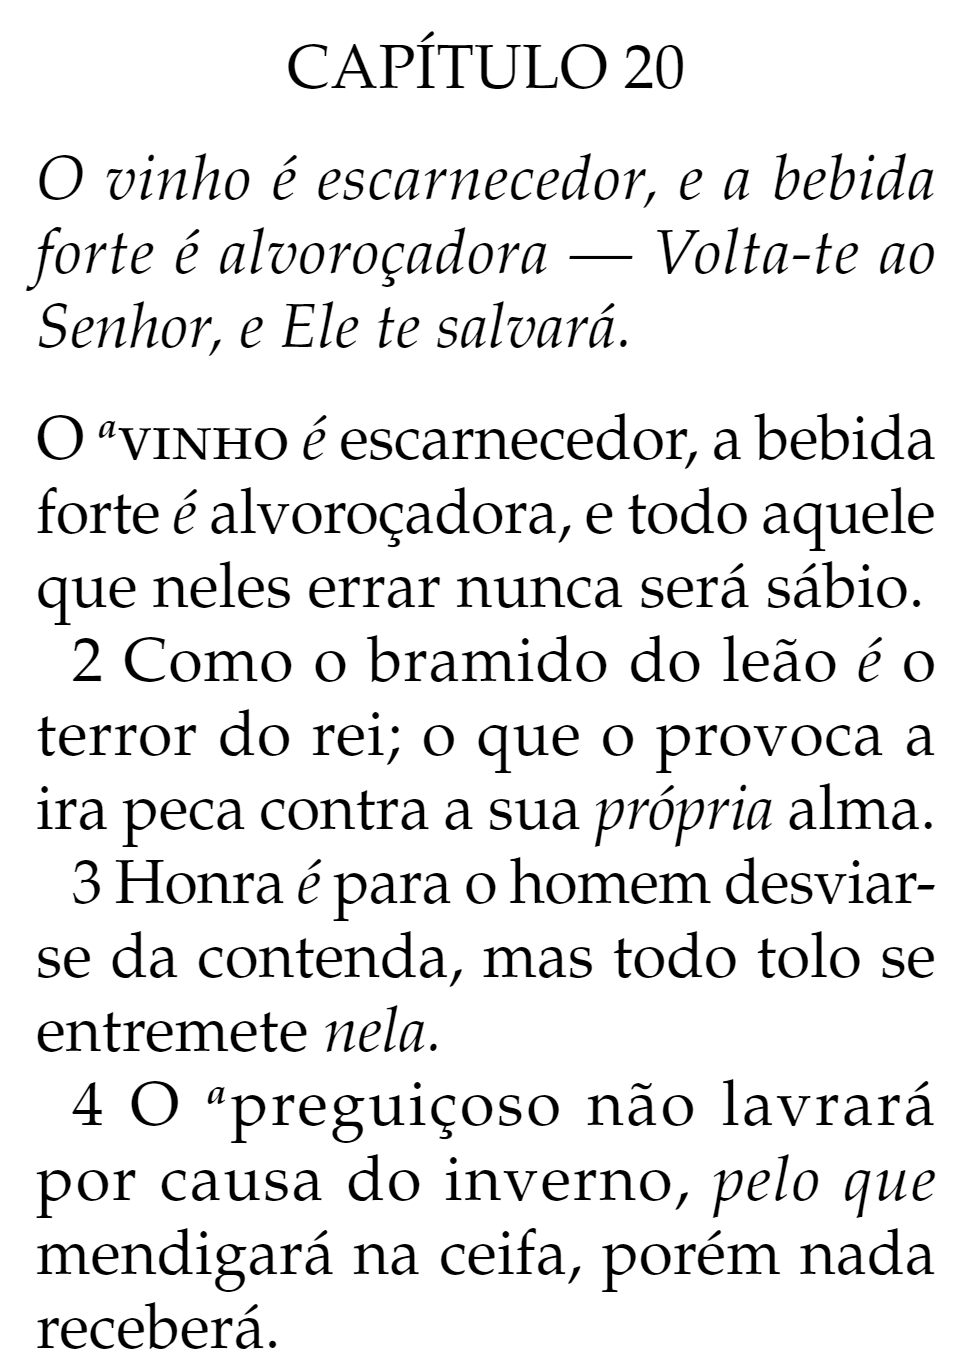 CAPÍTULO 20
O vinho é escarnecedor, e a bebida
forte é alvoroçadora — Volta-te ao
Senhor, e Ele te salvará.
O ᵃVINHO é escarnecedor, a bebida
forte é alvoroçadora, e todo aquele
que neles errar nunca será sábio.
2 Como o bramido do leão é o
terror do rei; o que o provoca a
ira peca contra a sua própria alma.
3 Honra é para o homem desviar-
se da contenda, mas todo tolo se
entremete nela.
4 O ᵃpreguiçoso não lavrará
por causa do inverno, pelo que
mendigará na ceifa, porém nada
receberá.